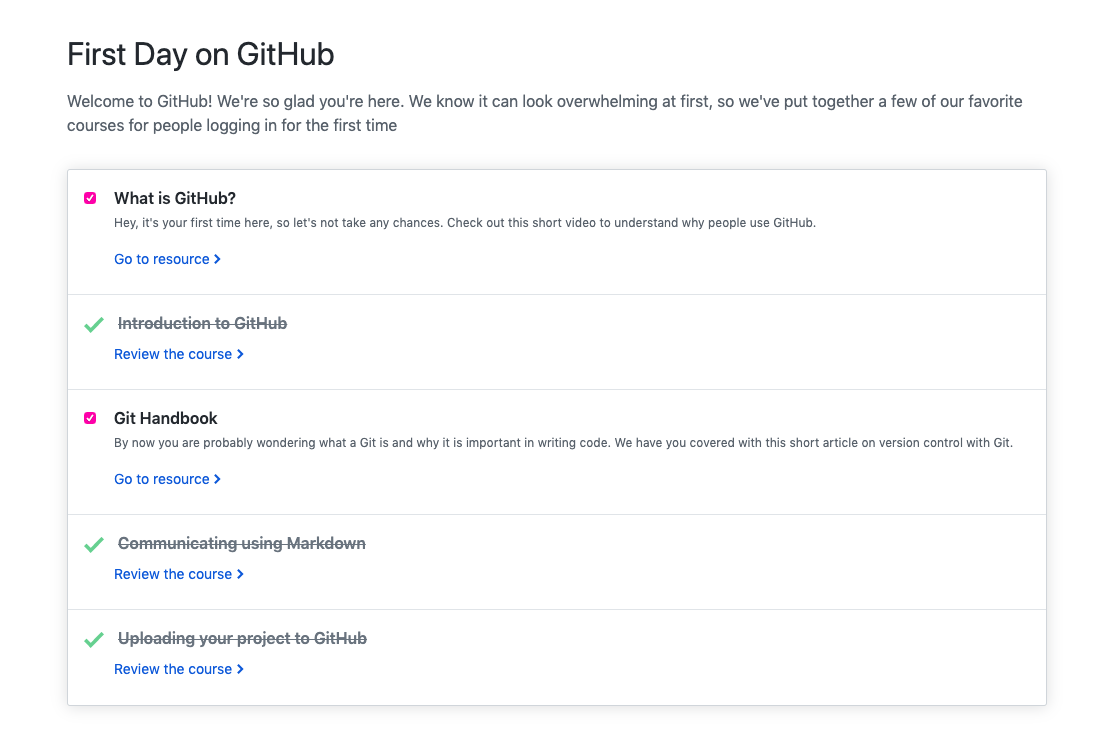 First Day on GitHub
Welcome to GitHub! We're so glad you're here. We know it can look overwhelming at first, so we've put together a few of our favorite
courses for people logging in for the first time
What is GitHub?
Hey, it's your first time here, so let's not take any chances. Check out this short video to understand why people use GitHub.
Go to resource
Introduction to GitHub
Review the course
Git Handbook
By now you are probably wondering what a Git is and why it is important in writing code. We have you covered with this short article on version control with Git.
Go to resource
Communicating using Markdown
Review the course
Uploading your project to GitHub
Review the course